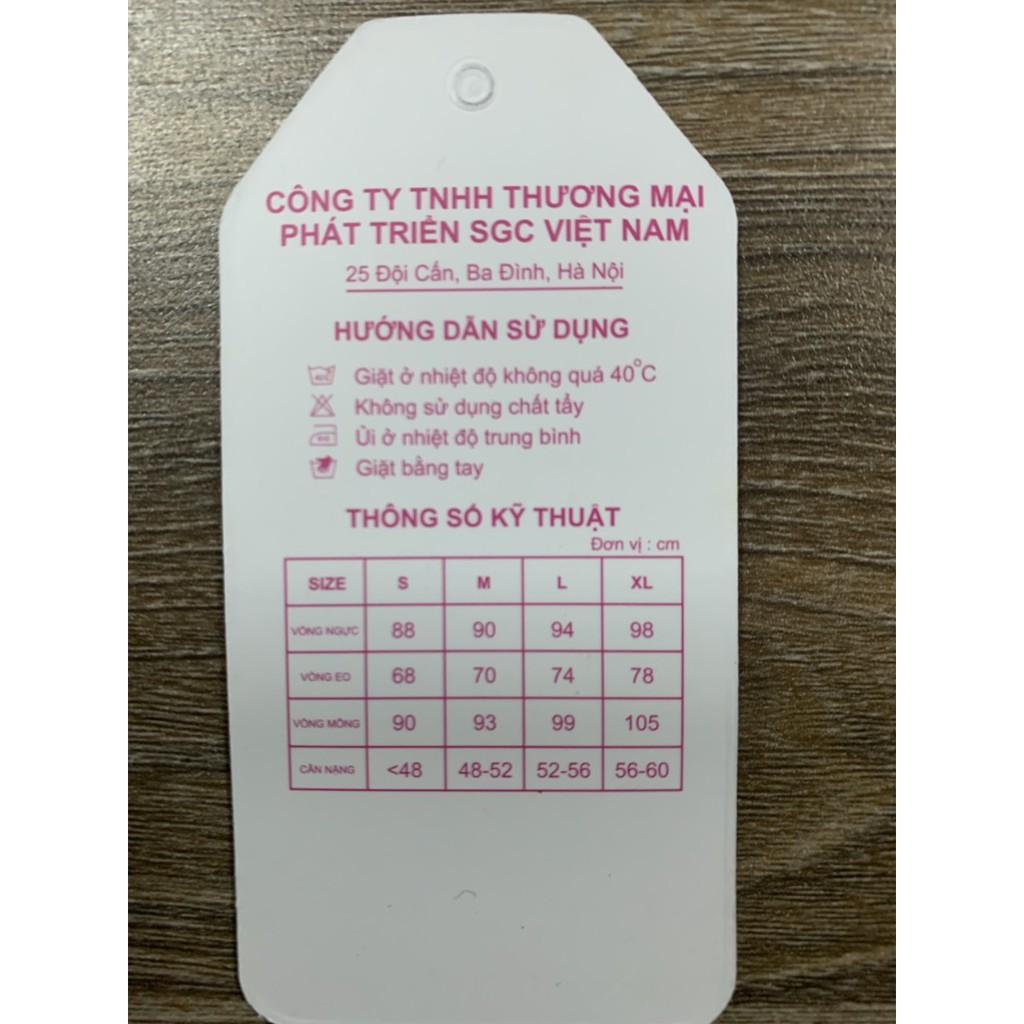 CÔNG TY TNHH THƯƠNG MẠI
PHÁT TRIỂN SGC VIỆT NAM
25 Đội Cấn, Ba Đình, Hà Nội
HƯỚNG DẪN SỬ DỤNG
Giặt ở nhiệt độ không quá 40°C
Không sử dụng chất tẩy
Ủi ở nhiệt độ trung bình
Giặt bằng tay
THÔNG SỐ KỸ THUẬT
Đơn vị : cm
SIZE S M L XL
VÒNG NGỰC 88 90 94 98
VÒNG EO 68 70 74 78
VÒNG MÔNG 90 93 99 105
CÂN NẶNG <48 48-52 52-56 56-60